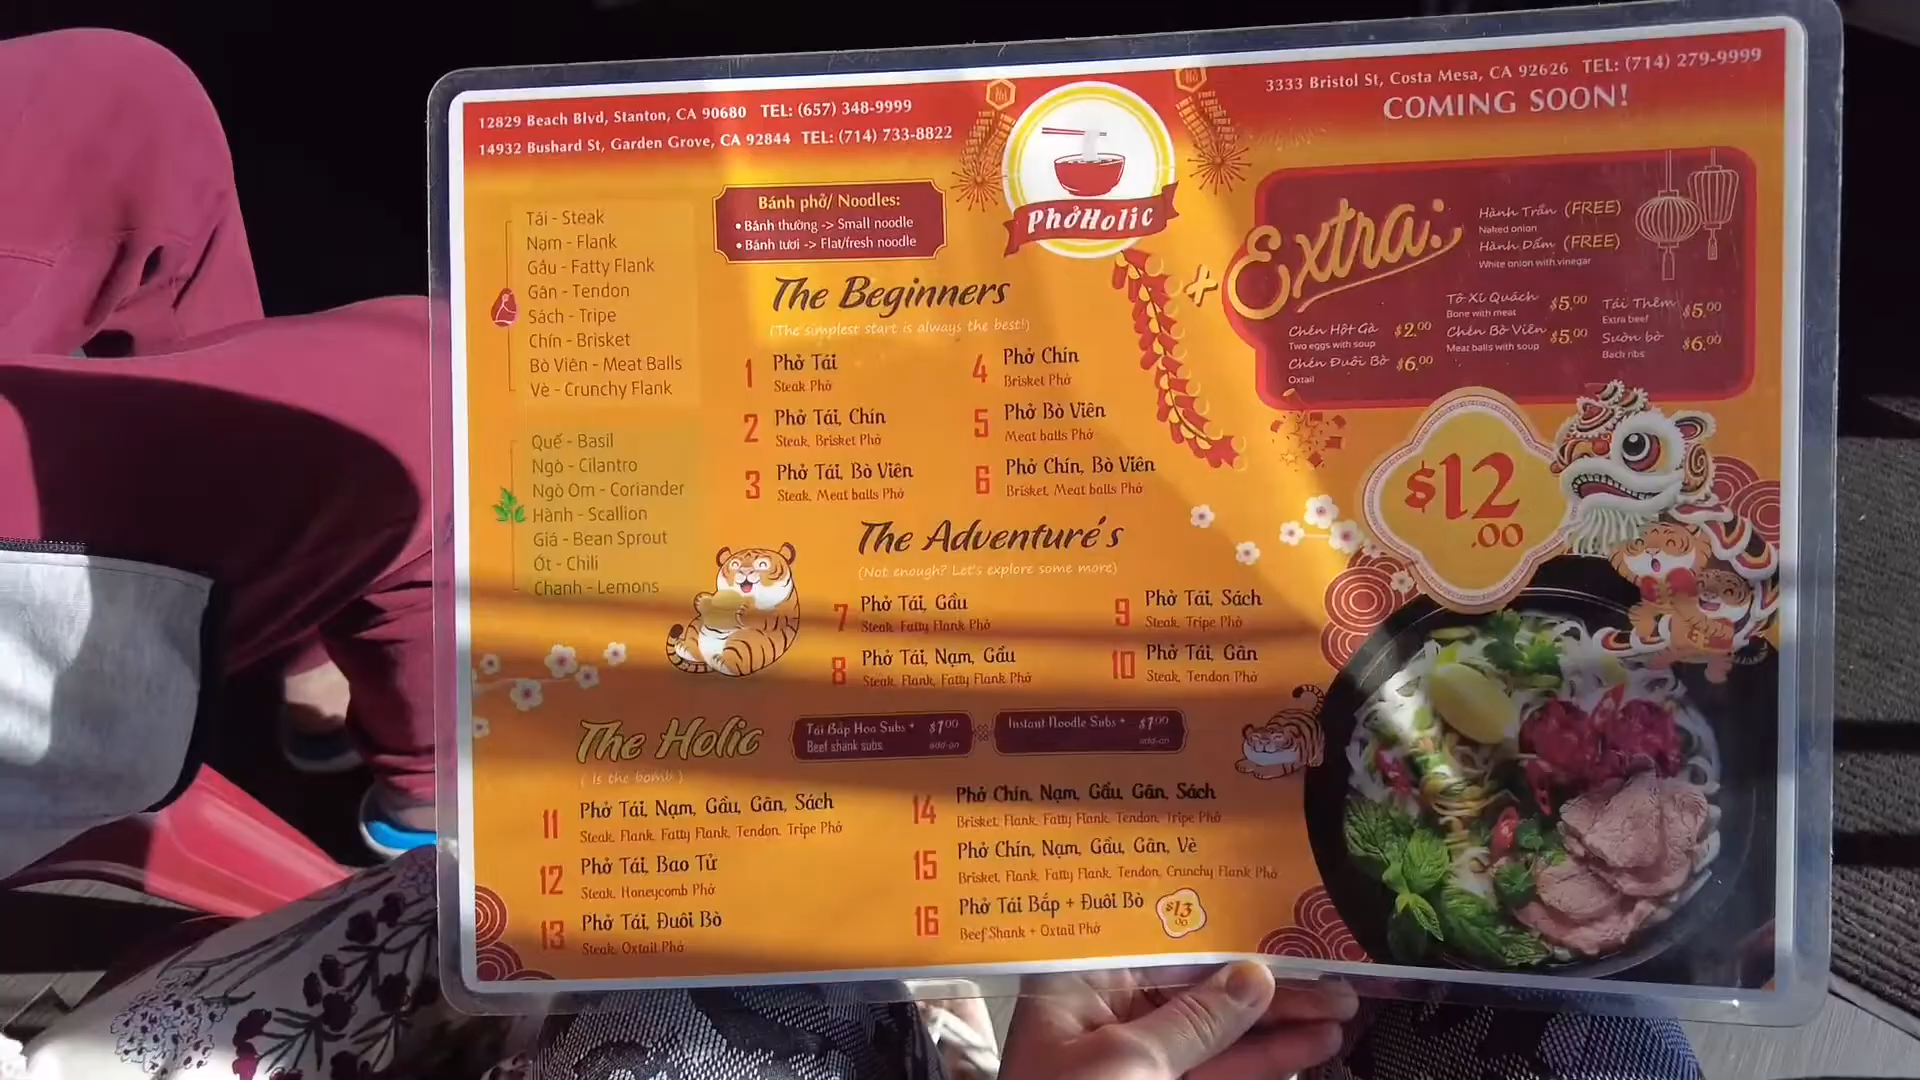 12829 Beach Blvd, Stanton, CA 90680 TEL: (657) 348-9999
14932 Bushard St, Garden Grove, CA 92844 TEL: (714) 733-8822
PhởHolic
3333 Bristol St, Costa Mesa, CA 92626 TEL: (714) 279-9999
COMING SOON!
Tái - Steak
Nạm - Flank
Gầu - Fatty Flank
Gân - Tendon
Sách - Tripe
Chín - Brisket
Bò Viên - Meat Balls
Vè - Crunchy Flank
Quế - Basil
Ngò - Cilantro
Ngò Om - Coriander
Hành - Scallion
Giá - Bean Sprout
Ớt - Chili
Chanh - Lemons
Bánh phở/ Noodles:
• Bánh thường -> Small noodle
• Bánh tươi -> Flat/fresh noodle
The Beginners
(The simplest start is always the best!)
1 Phở Tái
Steak Phở
2 Phở Tái, Chín
Steak, Brisket Phở
3 Phở Tái, Bò Viên
Steak, Meat balls Phở
4 Phở Chín
Brisket Phở
5 Phở Bò Viên
Meat balls Phở
6 Phở Chín, Bò Viên
Brisket, Meat balls Phở
+ Extra:
Hành Trần (FREE)
Naked onion
Hành Dấm (FREE)
White onion with vinegar
Chén Hột Gà $2.00
Two eggs with soup
Chén Đuôi Bò $6.00
Oxtail
Tô Xí Quách $5.00
Bone with meat
Chén Bò Viên $5.00
Meat balls with soup
Tái Thêm $5.00
Extra beef
Sườn bò $6.00
Back ribs
$12.00
The Adventure's
(Not enough? Let's explore some more)
7 Phở Tái, Gầu
Steak, Fatty Flank Phở
8 Phở Tái, Nạm, Gầu
Steak, Flank, Fatty Flank Phở
9 Phở Tái, Sách
Steak, Tripe Phở
10 Phở Tái, Gân
Steak, Tendon Phở
The Holic
( Is the bomb )
Tái Bắp Hoa Subs + $1.00
Beef shank subs add-on
Instant Noodle Subs + $1.00
add-on
11 Phở Tái, Nạm, Gầu, Gân, Sách
Steak, Flank, Fatty Flank, Tendon, Tripe Phở
12 Phở Tái, Bao Tử
Steak, Honeycomb Phở
13 Phở Tái, Đuôi Bò
Steak, Oxtail Phở
14 Phở Chín, Nạm, Gầu, Gân, Sách
Brisket, Flank, Fatty Flank, Tendon, Tripe Phở
15 Phở Chín, Nạm, Gầu, Gân, Vè
Brisket, Flank, Fatty Flank, Tendon, Crunchy Flank Phở
16 Phở Tái Bắp + Đuôi Bò $13.00
Beef Shank + Oxtail Phở